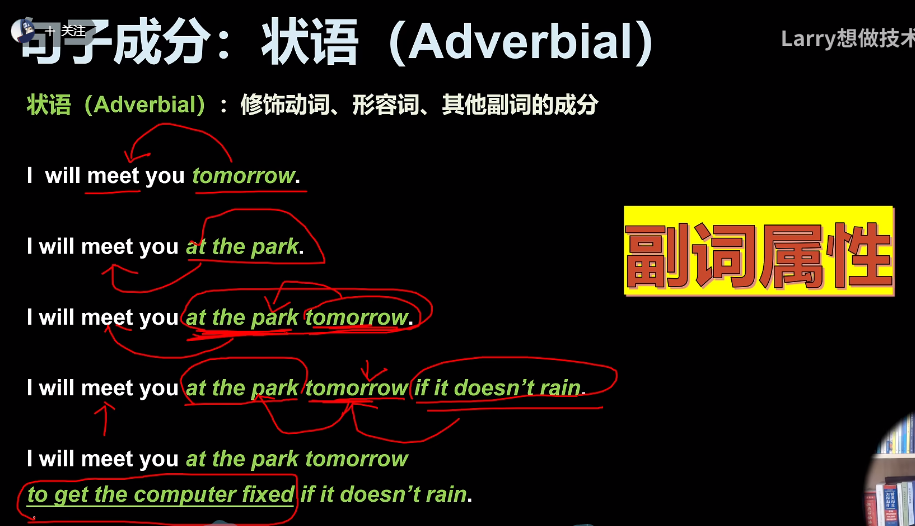 + 关注
句子成分：状语（Adverbial）
Larry想做技术
状语（Adverbial）：修饰动词、形容词、其他副词的成分
I will meet you tomorrow.
I will meet you at the park.
副词属性
I will meet you at the park tomorrow.
I will meet you at the park tomorrow if it doesn't rain.
I will meet you at the park tomorrow
to get the computer fixed if it doesn't rain.